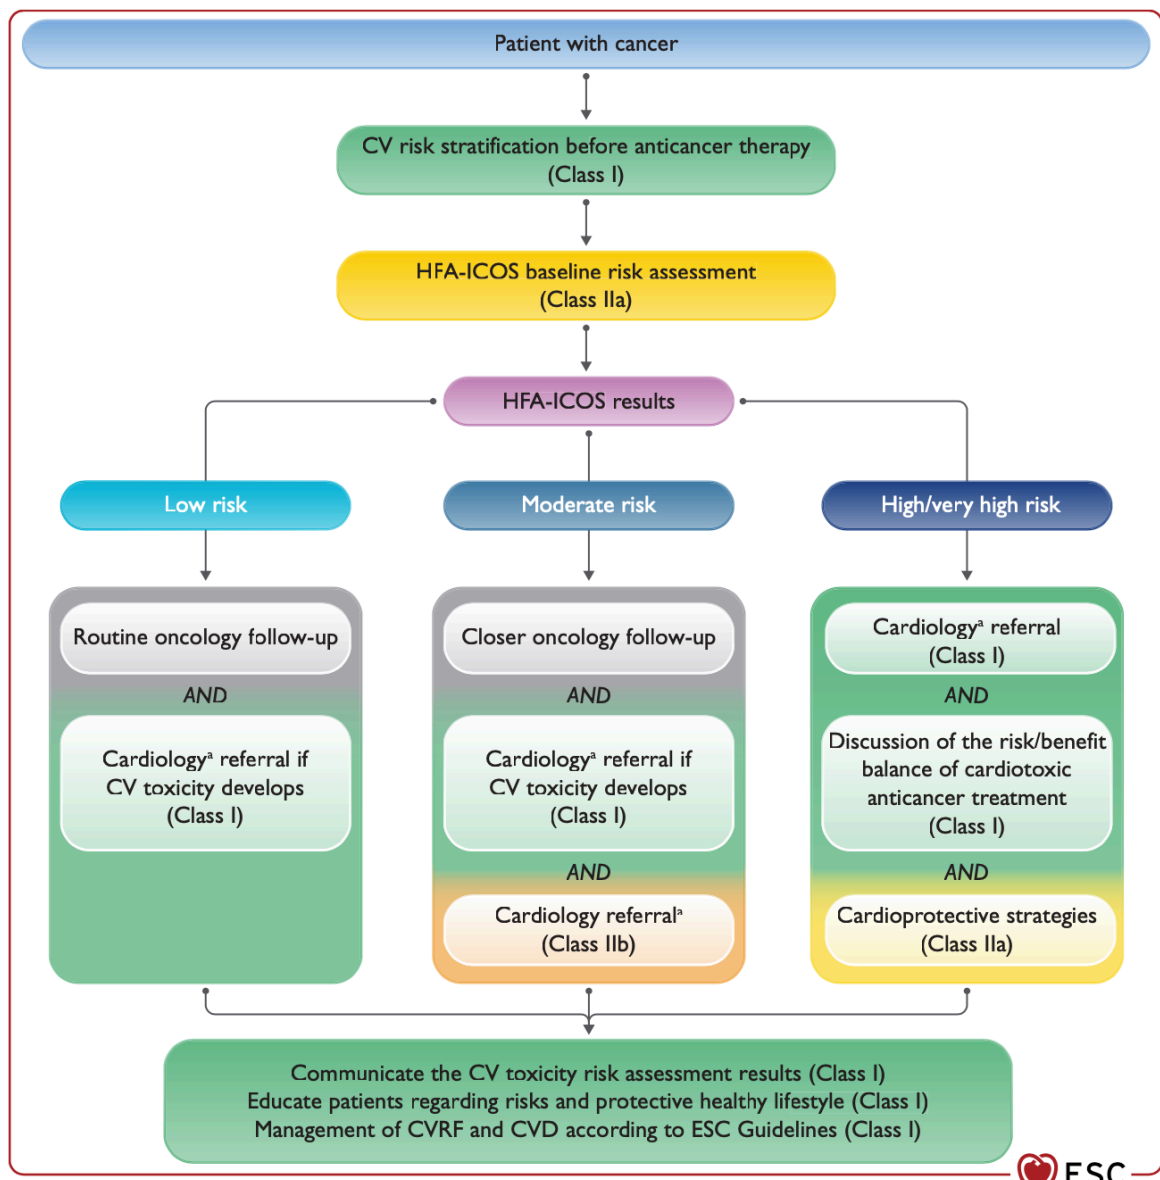 Patient with cancer
CV risk stratification before anticancer therapy
(Class I)
HFA-ICOS baseline risk assessment
(Class IIa)
HFA-ICOS results
Low risk
Moderate risk
High/very high risk
Routine oncology follow-up
AND
Cardiologyᵃ referral if
CV toxicity develops
(Class I)
Closer oncology follow-up
AND
Cardiologyᵃ referral if
CV toxicity develops
(Class I)
AND
Cardiology referralᵃ
(Class IIb)
Cardiologyᵃ referral
(Class I)
AND
Discussion of the risk/benefit
balance of cardiotoxic
anticancer treatment
(Class I)
AND
Cardioprotective strategies
(Class IIa)
Communicate the CV toxicity risk assessment results (Class I)
Educate patients regarding risks and protective healthy lifestyle (Class I)
Management of CVRF and CVD according to ESC Guidelines (Class I)
ESC